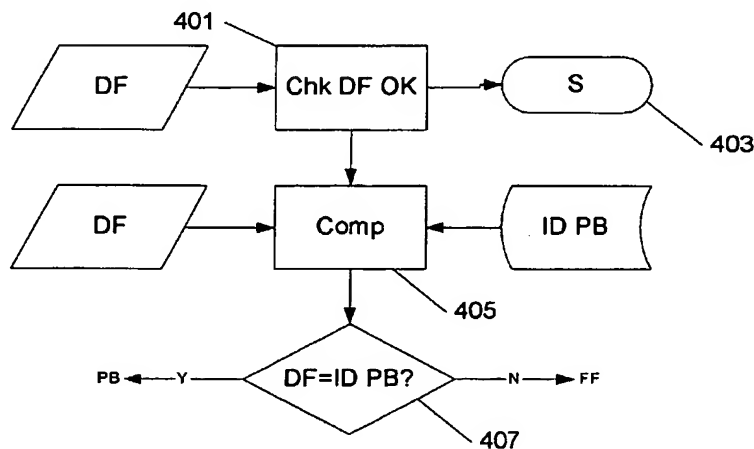 401
DF
Chk DF OK
S
403
DF
Comp
ID PB
405
PB
Y
DF=ID PB?
N
FF
407